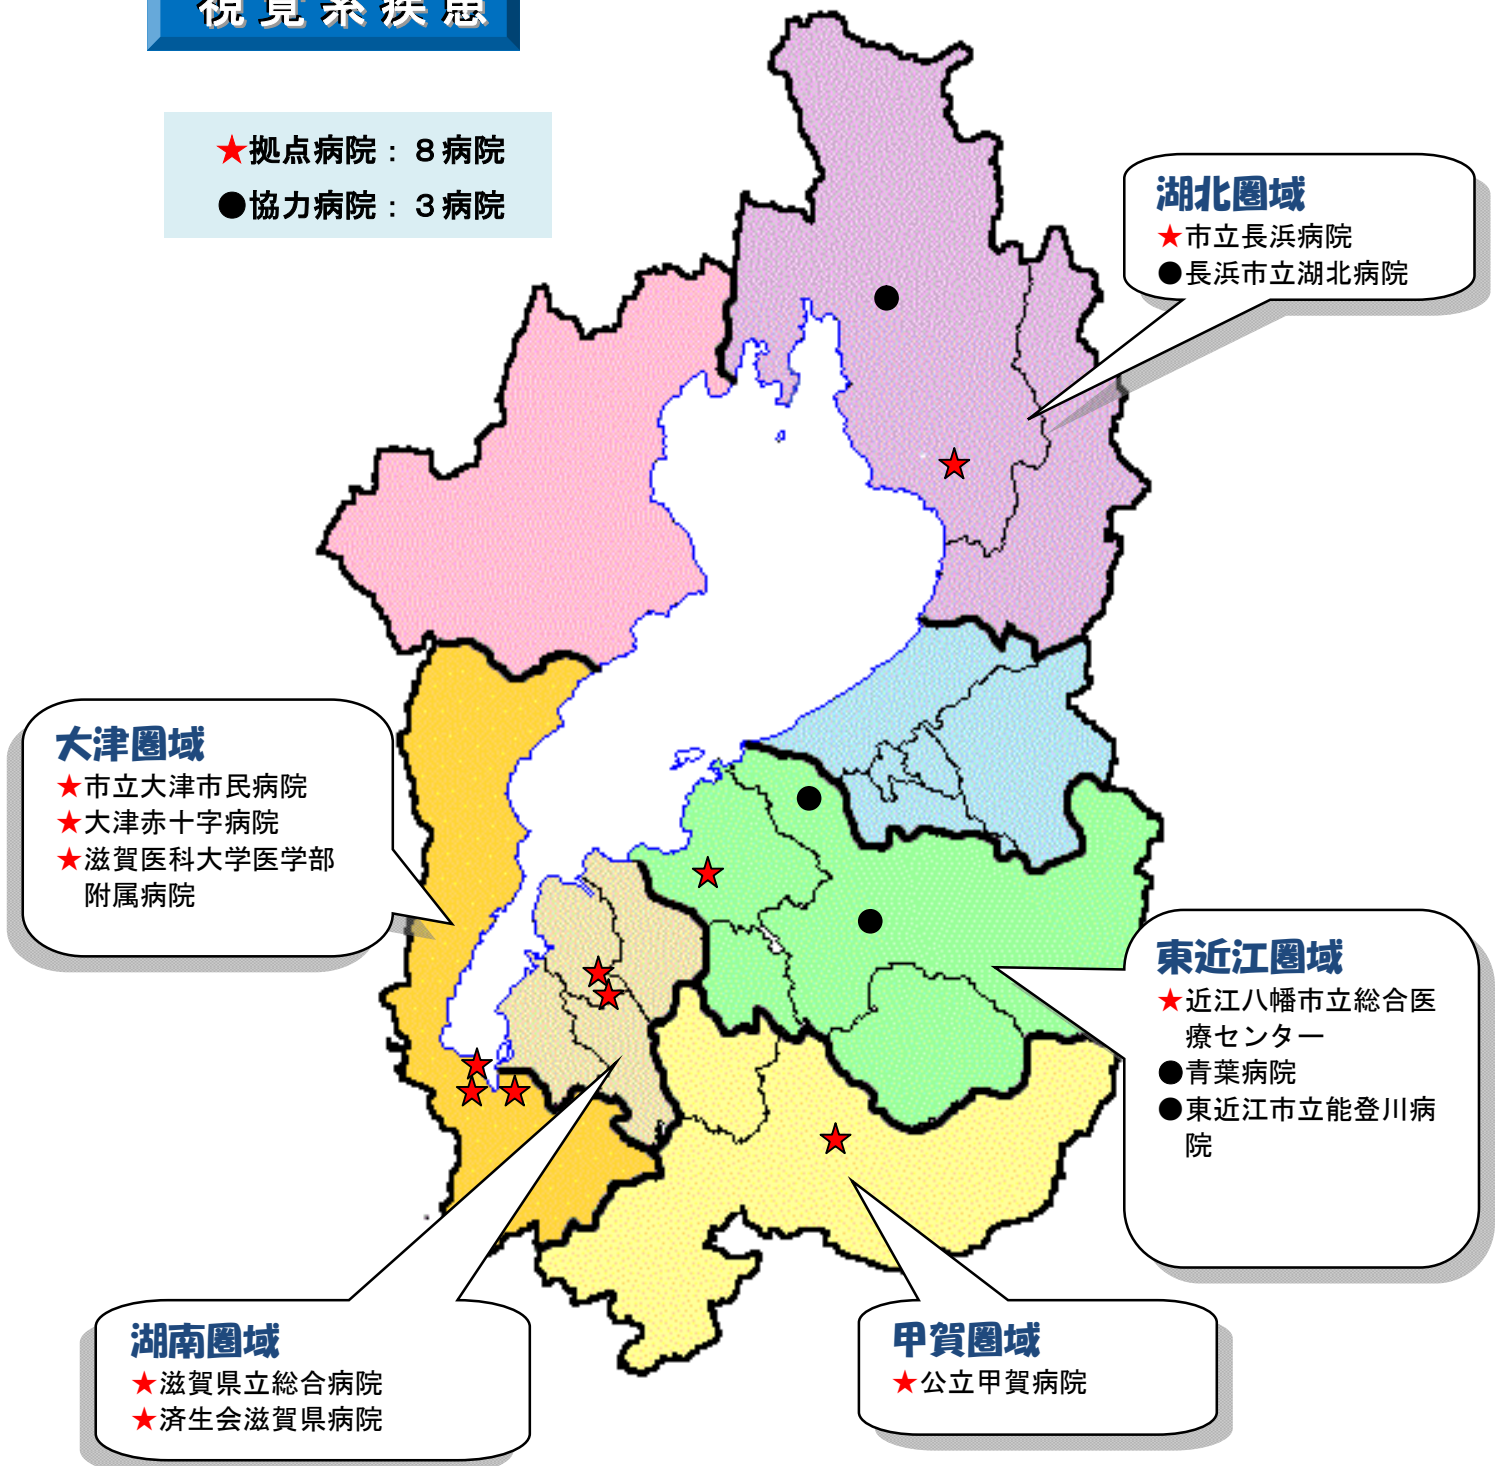 視覚系疾患
★拠点病院：８病院
●協力病院：３病院
湖北圏域
★市立長浜病院
●長浜市立湖北病院
大津圏域
★市立大津市民病院
★大津赤十字病院
★滋賀医科大学医学部
附属病院
東近江圏域
★近江八幡市立総合医
療センター
●青葉病院
●東近江市立能登川病
院
湖南圏域
★滋賀県立総合病院
★済生会滋賀県病院
甲賀圏域
★公立甲賀病院